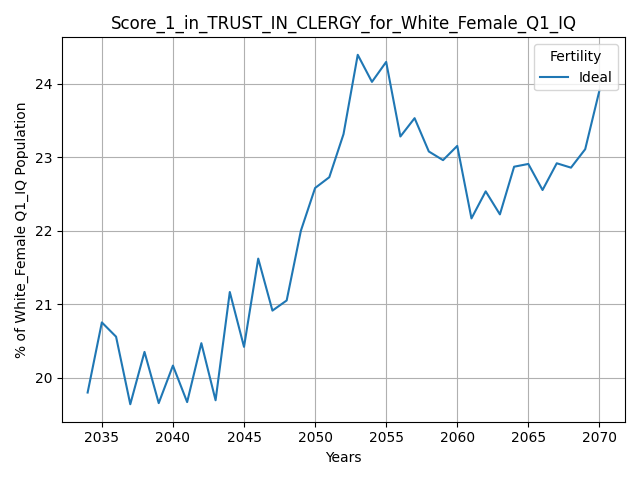 Score_1_in_TRUST_IN_CLERGY_for_White_Female_Q1_IQ
Fertility
Ideal
% of White_Female Q1_IQ Population
24
23
22
21
20
2035 2040 2045 2050 2055 2060 2065 2070
Years